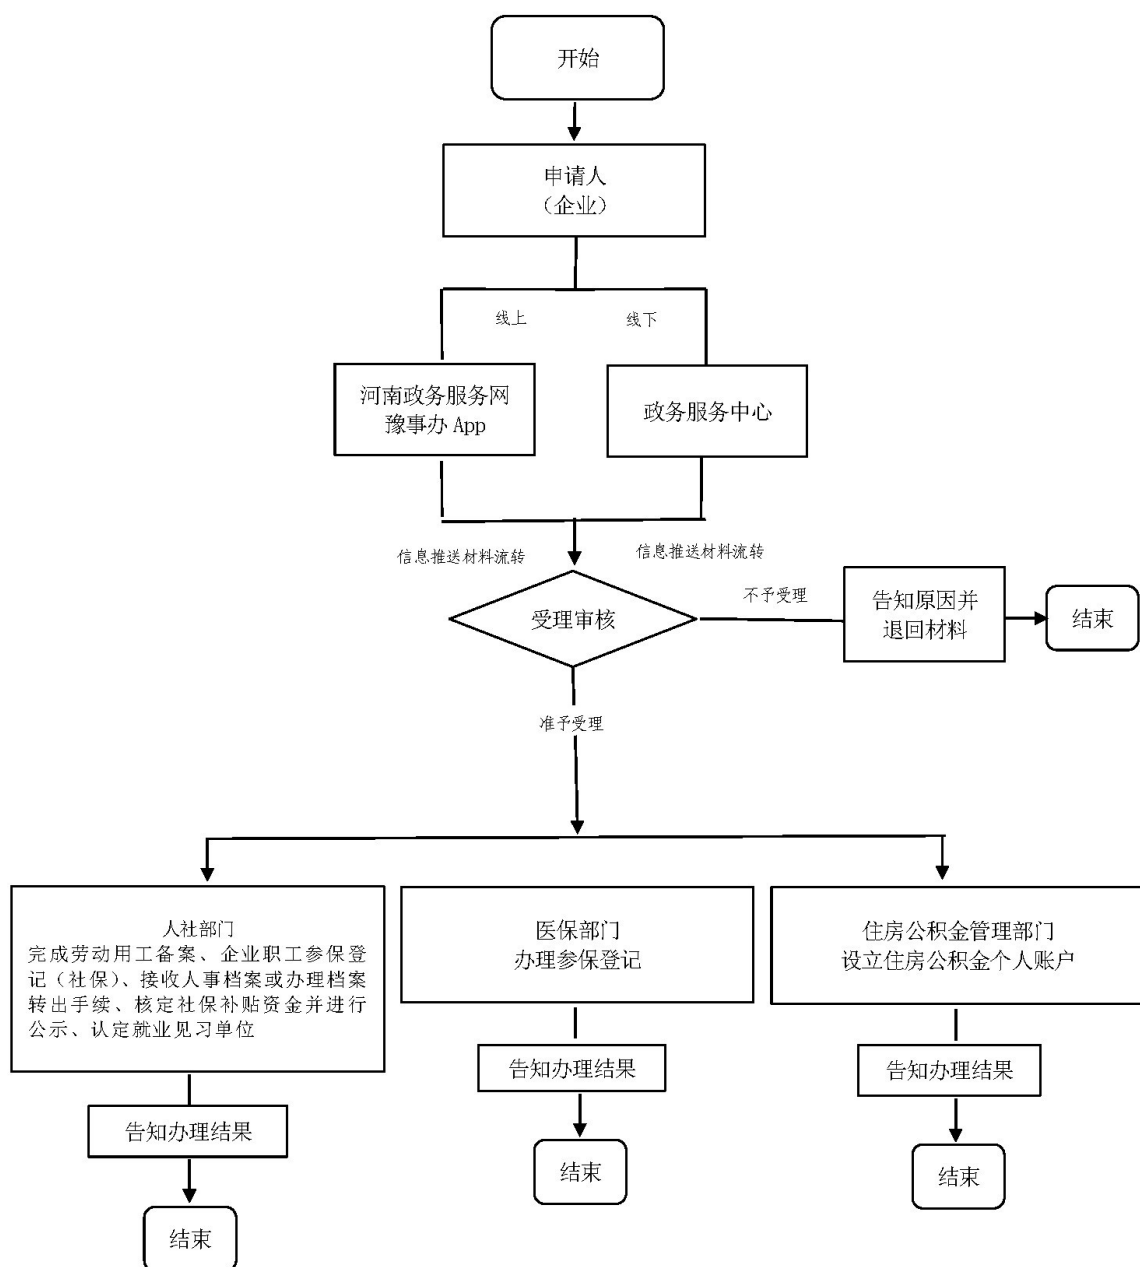 开始
申请人
（企业）
线上
线下
河南政务服务网
豫事办 App
政务服务中心
信息推送材料流转
信息推送材料流转
受理审核
不予受理
告知原因并
退回材料
结束
准予受理
人社部门
完成劳动用工备案、企业职工参保登
记（社保）、接收人事档案或办理档案
转出手续、核定社保补贴资金并进行
公示、认定就业见习单位
医保部门
办理参保登记
住房公积金管理部门
设立住房公积金个人账户
告知办理结果
告知办理结果
告知办理结果
结束
结束
结束